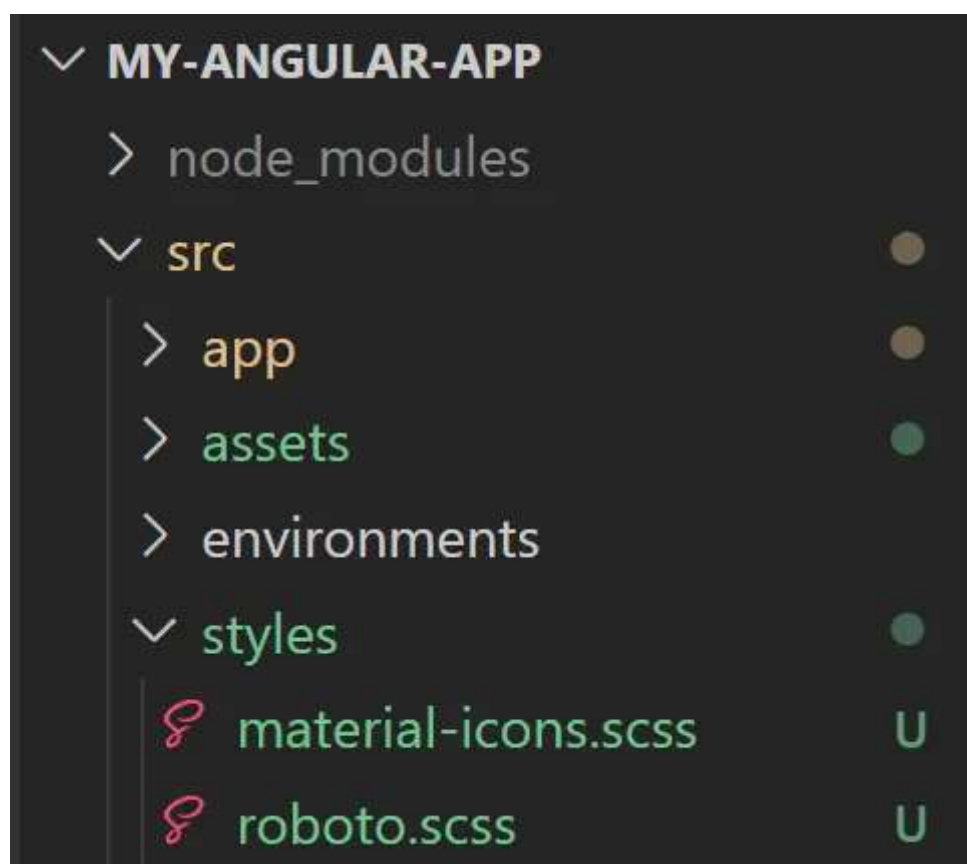 MY-ANGULAR-APP
node_modules
src
app
assets
environments
styles
material-icons.scss U
roboto.scss U